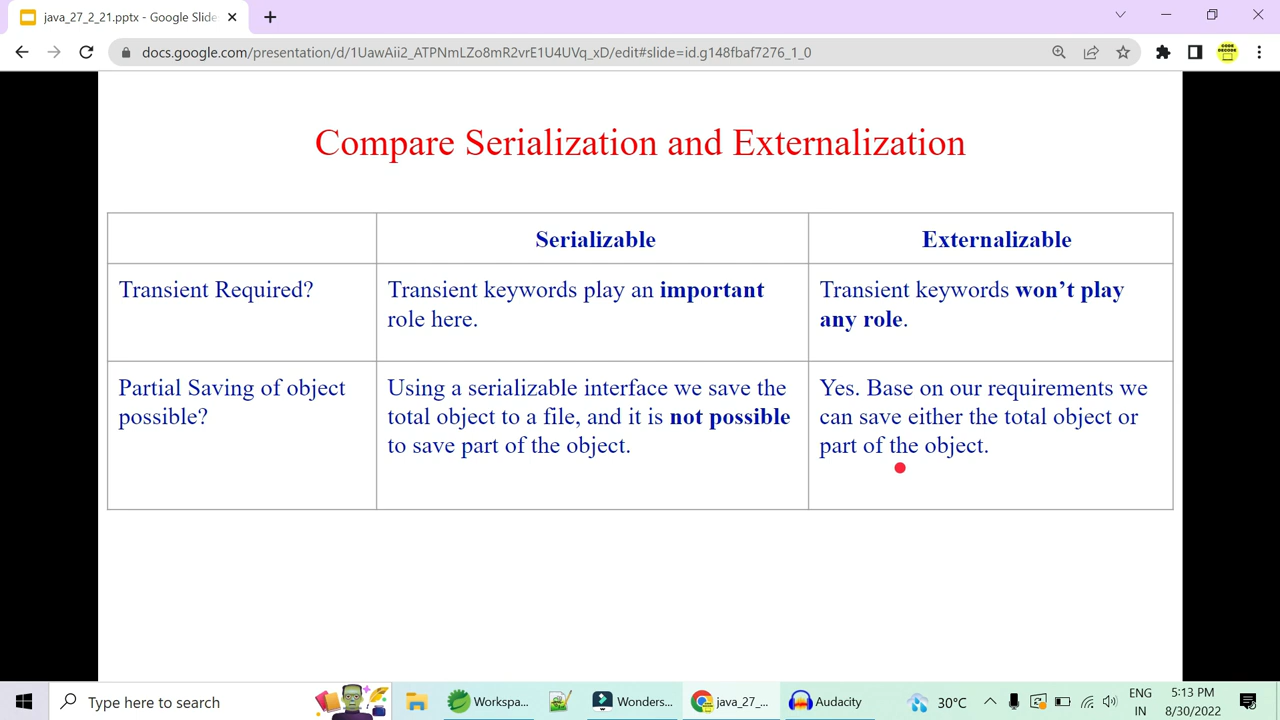 java_27_2_21.pptx - Google Slide
docs.google.com/presentation/d/1UawAii2_ATPNmLZo8mR2vrE1U4UVq_xD/edit#slide=id.g148fbaf7276_1_0
CODE
DECODE
Compare Serialization and Externalization
Serializable
Externalizable
Transient Required?
Transient keywords play an important
role here.
Transient keywords won’t play
any role.
Partial Saving of object
possible?
Using a serializable interface we save the
total object to a file, and it is not possible
to save part of the object.
Yes. Base on our requirements we
can save either the total object or
part of the object.
Type here to search
Workspa...
Wonders...
java_27_...
Audacity
30°C
ENG
IN
5:13 PM
8/30/2022